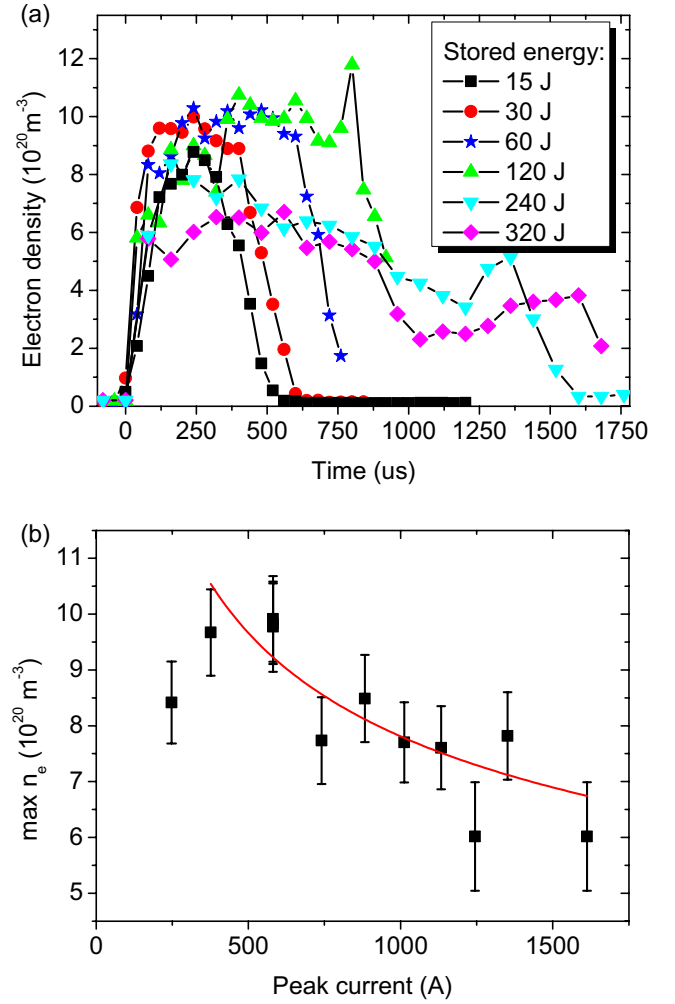 (a)
12
10
8
6
4
2
0
Electron density (10^20 m^-3)
Stored energy:
15 J
30 J
60 J
120 J
240 J
320 J
0 250 500 750 1000 1250 1500 1750
Time (us)
(b)
11
10
9
8
7
6
5
max n_e (10^20 m^-3)
0 500 1000 1500
Peak current (A)